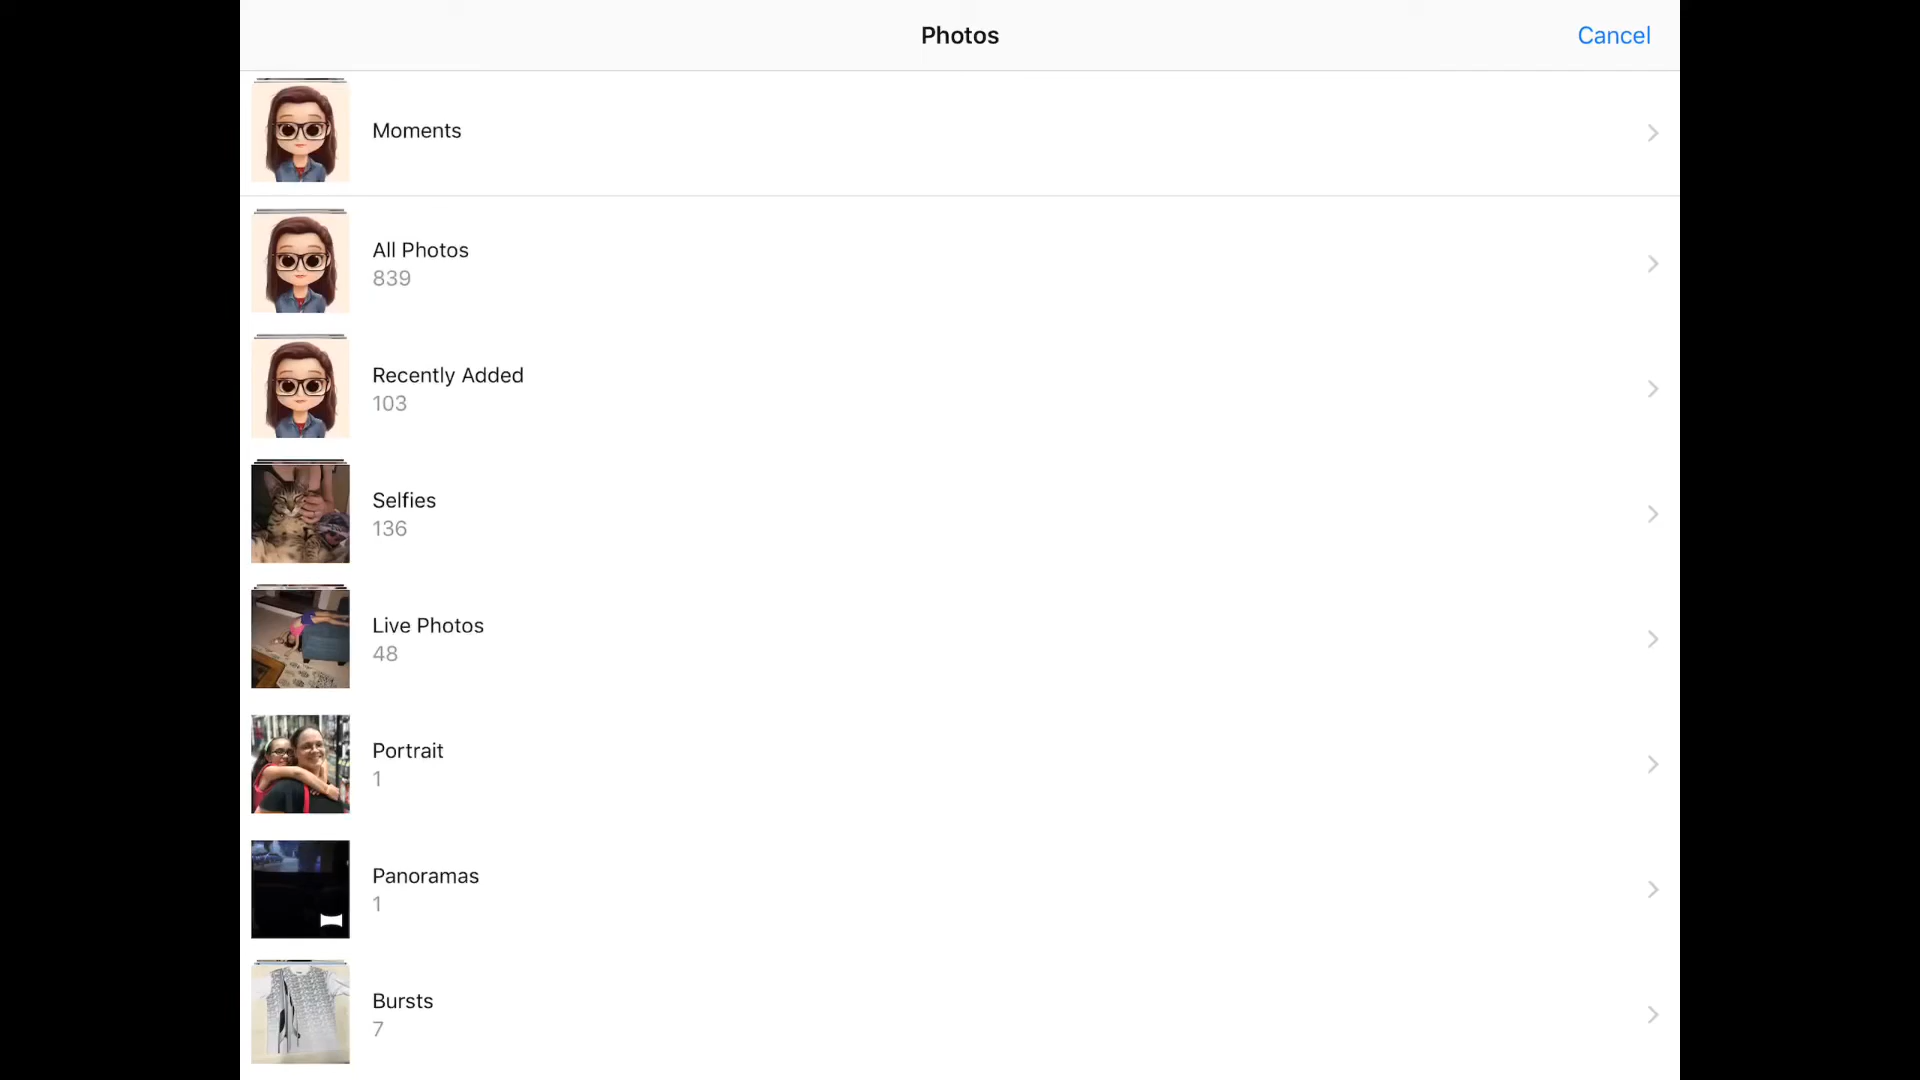 Photos
Cancel
Moments
All Photos
839
Recently Added
103
Selfies
136
Live Photos
48
Portrait
1
Panoramas
1
Bursts
7